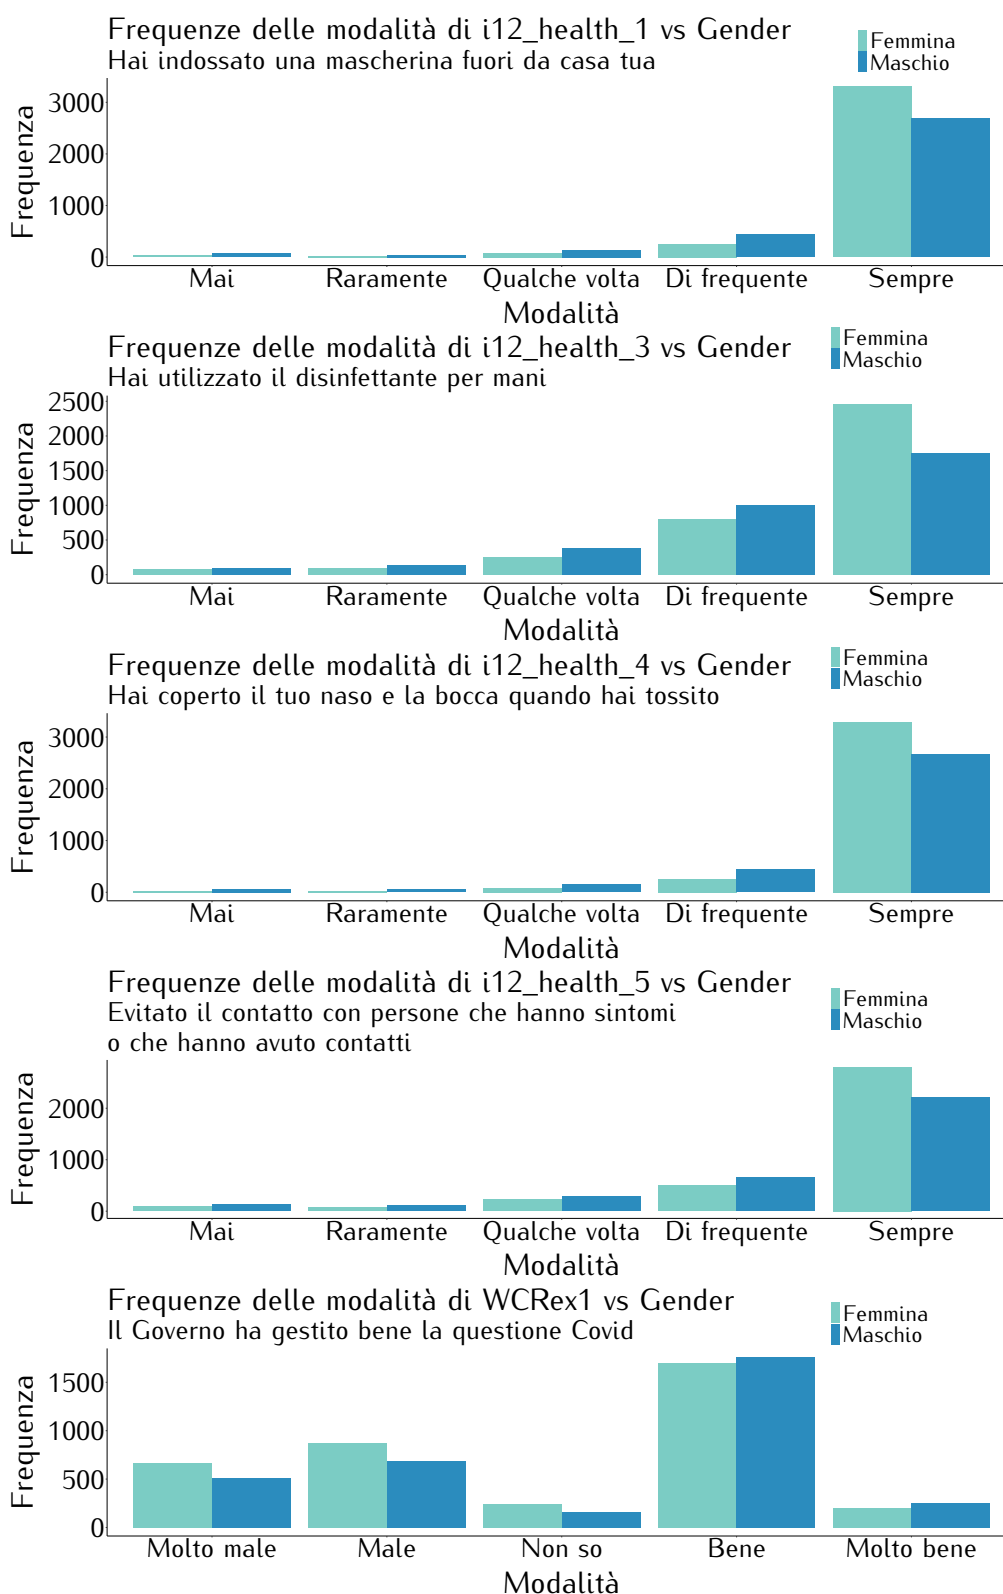 Frequenze delle modalità di i12_health_1 vs Gender
Hai indossato una mascherina fuori da casa tua
Femmina
Maschio
Frequenza
3000
2000
1000
0
Mai Raramente Qualche volta Di frequente Sempre
Modalità
Frequenze delle modalità di i12_health_3 vs Gender
Hai utilizzato il disinfettante per mani
Femmina
Maschio
Frequenza
2500
2000
1500
1000
500
0
Mai Raramente Qualche volta Di frequente Sempre
Modalità
Frequenze delle modalità di i12_health_4 vs Gender
Hai coperto il tuo naso e la bocca quando hai tossito
Femmina
Maschio
Frequenza
3000
2000
1000
0
Mai Raramente Qualche volta Di frequente Sempre
Modalità
Frequenze delle modalità di i12_health_5 vs Gender
Evitato il contatto con persone che hanno sintomi
o che hanno avuto contatti
Femmina
Maschio
Frequenza
2000
1000
0
Mai Raramente Qualche volta Di frequente Sempre
Modalità
Frequenze delle modalità di WCRex1 vs Gender
Il Governo ha gestito bene la questione Covid
Femmina
Maschio
Frequenza
1500
1000
500
0
Molto male Male Non so Bene Molto bene
Modalità